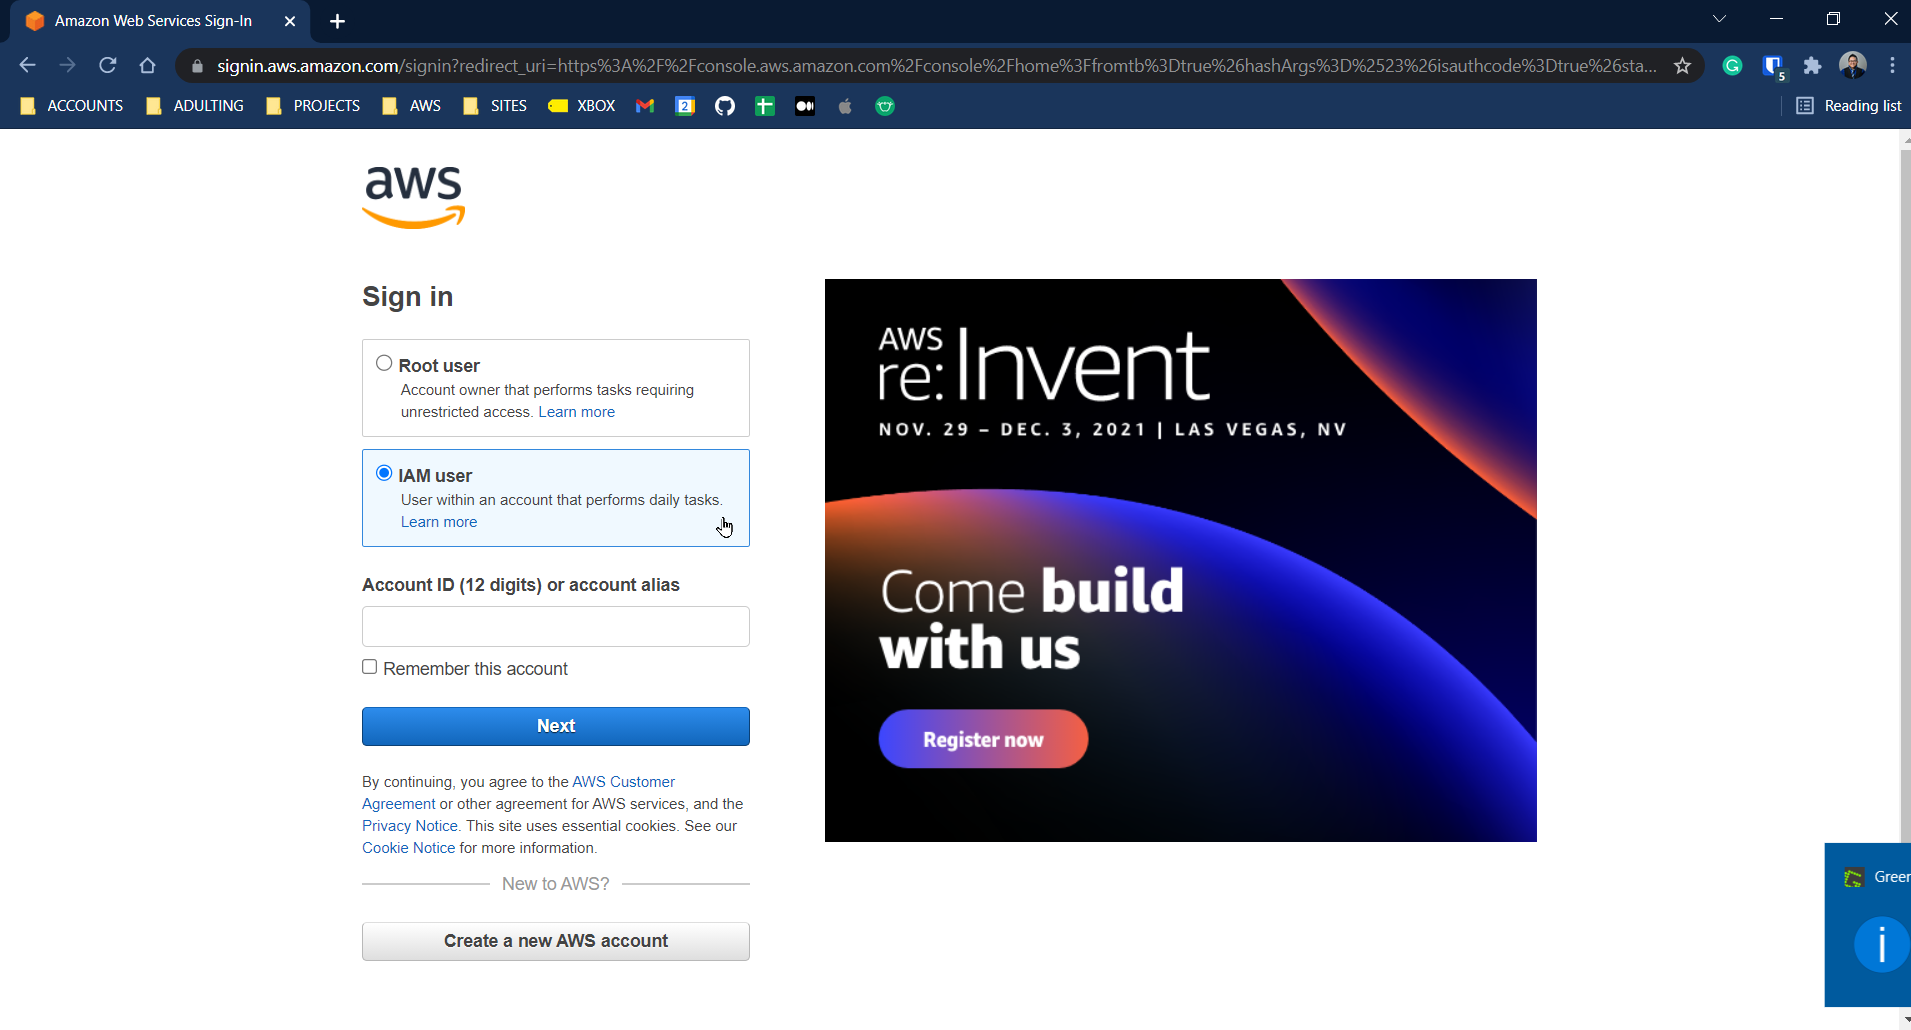 Amazon Web Services Sign-In
signin.aws.amazon.com/signin?redirect_uri=https%3A%2F%2Fconsole.aws.amazon.com%2Fconsole%2Fhome%3Ffromtb%3Dtrue%26hashArgs%3D%2523%26isauthcode%3Dtrue%26sta...
5
ACCOUNTS ADULTING PROJECTS AWS SITES XBOX 2 Reading list
aws
Sign in
Root user
Account owner that performs tasks requiring
unrestricted access. Learn more
IAM user
User within an account that performs daily tasks.
Learn more
Account ID (12 digits) or account alias
Remember this account
Next
By continuing, you agree to the AWS Customer
Agreement or other agreement for AWS services, and the
Privacy Notice. This site uses essential cookies. See our
Cookie Notice for more information.
New to AWS?
Create a new AWS account
AWS
re:Invent
NOV. 29 – DEC. 3, 2021 | LAS VEGAS, NV
Come build
with us
Register now
Greer